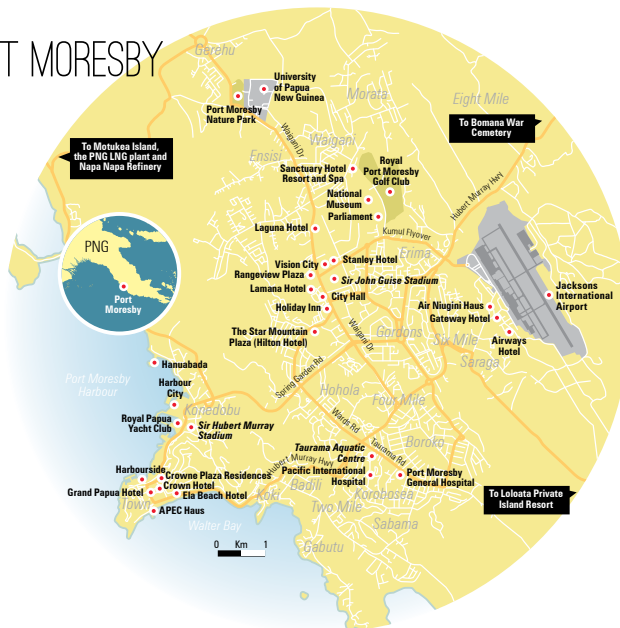 T MORESBY
Gerehu
University
of Papua
New Guinea
Port Moresby
Nature Park
Morata
Eight Mile
To Bomana War
Cemetery
To Motukea Island,
the PNG LNG plant and
Napa Napa Refinery
Waigani Dr
Waigani
Ensisi
Sanctuary Hotel
Resort and Spa
Royal
Port Moresby
Golf Club
National
Museum
Parliament
Hubert Murray Hwy
Laguna Hotel
Kumul Flyover
Erima
PNG
Port
Moresby
Vision City
Stanley Hotel
Rangeview Plaza
Sir John Guise Stadium
Lamana Hotel
City Hall
Holiday Inn
Jacksons
International
Airport
Air Niugini Haus
Gateway Hotel
Airways
Hotel
The Star Mountain
Plaza (Hilton Hotel)
Waigani Dr
Gordons
Six Mile
Saraga
Hanuabada
Port Moresby
Harbour
Harbour
City
Spring Garden Rd
Hohola
Four Mile
Konedobu
Royal Papua
Yacht Club
Sir Hubert Murray
Stadium
Wards Rd
Boroko
Taurama Aquatic
Centre
Taurama Rd
Hubert Murray Hwy
Pacific International
Hospital
Port Moresby
General Hospital
Harbourside
Crowne Plaza Residences
Crown Hotel
Grand Papua Hotel
Ela Beach Hotel
Town
Koki
Badili
Korobosea
Two Mile
Sabama
To Loloata Private
Island Resort
APEC Haus
Walter Bay
Gabutu
0 Km 1